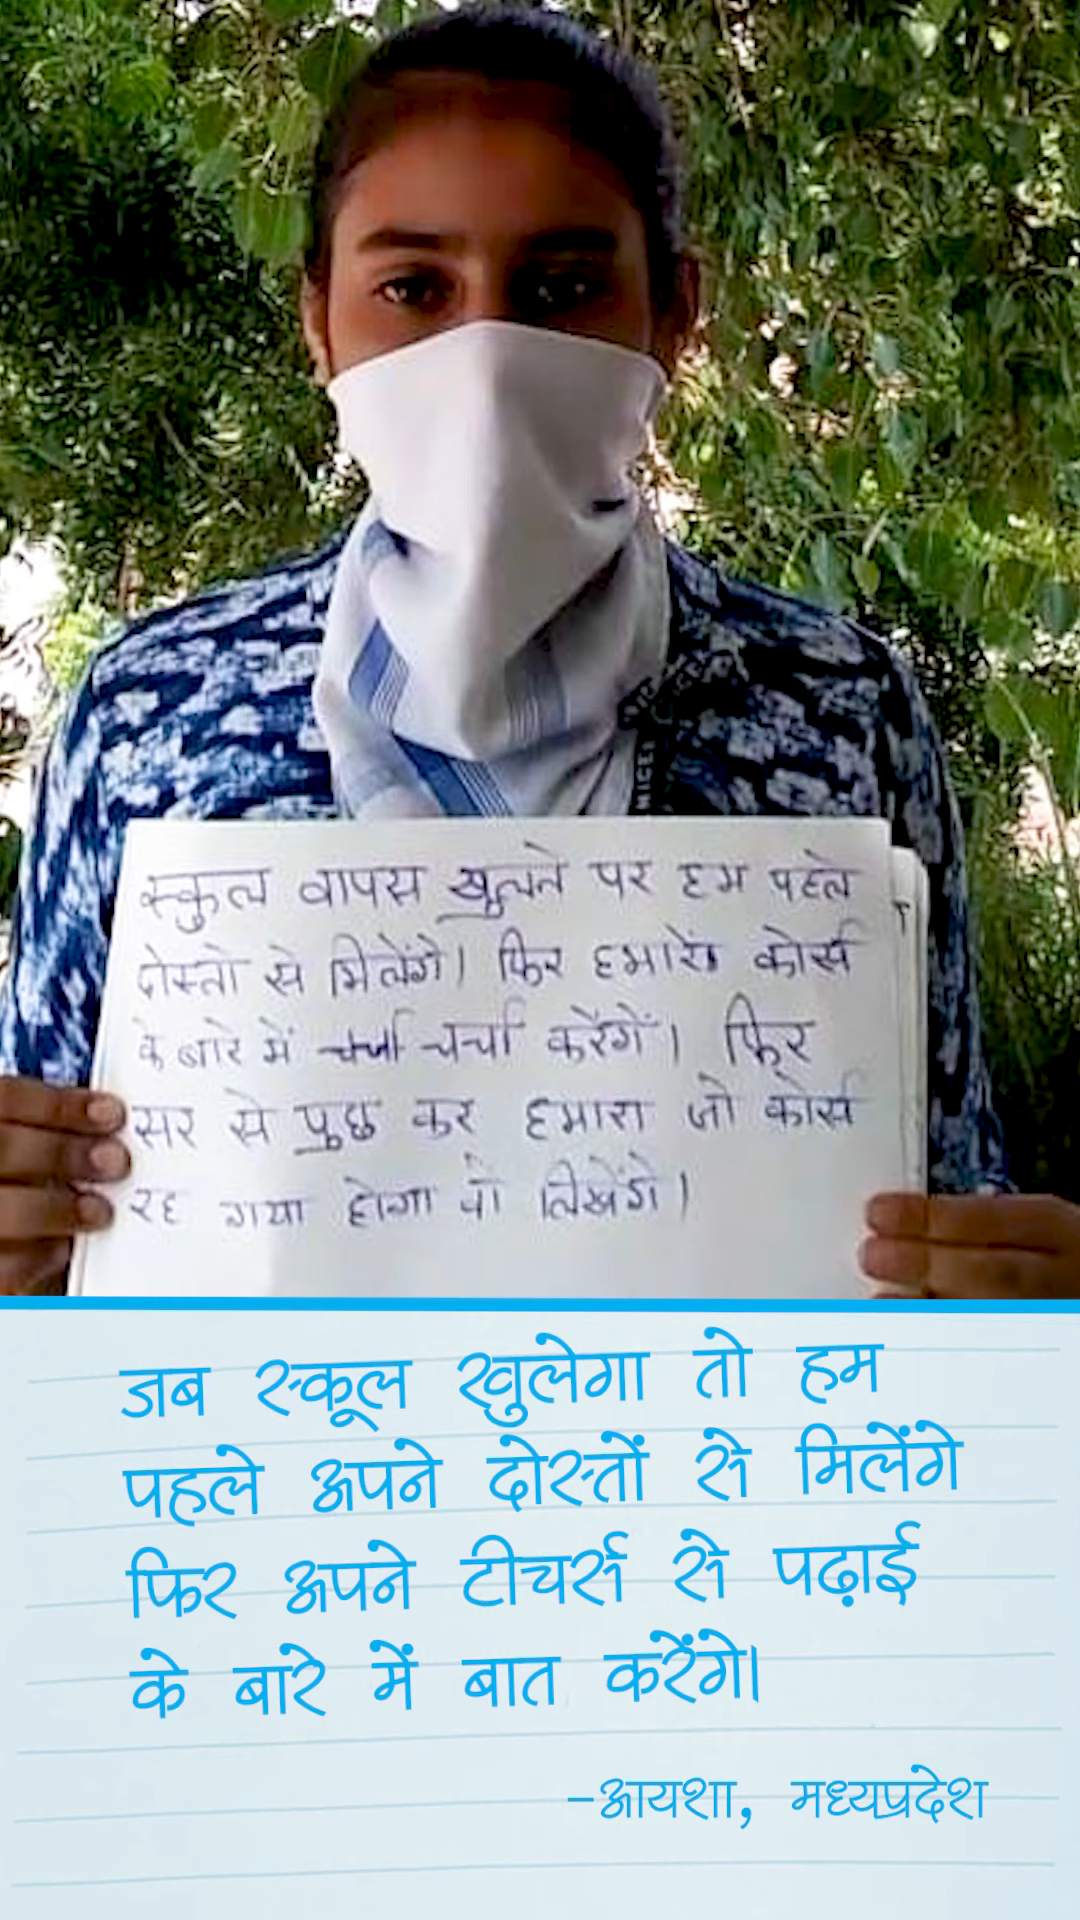 स्कुल वापस खुलने पर हम पहले
दोस्तो से मिलेंगे। फिर हमारे कोर्स
के बारे में चर्चा करेंगें। फिर
सर से पुछ कर हमारा जो कोर्स
रह गया होगा वो लिखेंगे।
जब स्कूल खुलेगा तो हम
पहले अपने दोस्तों से मिलेंगे
फिर अपने टीचर्स से पढ़ाई
के बारे में बात करेंगे।
-आयशा, मध्यप्रदेश